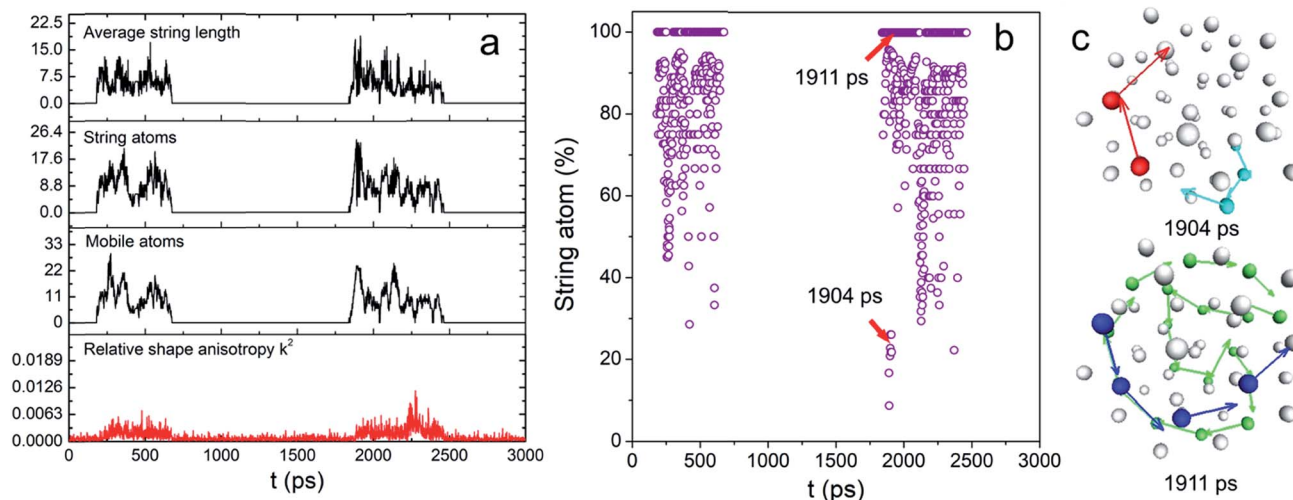 a
Average string length
22.5
15.0
7.5
0.0
String atoms
26.4
17.6
8.8
0.0
Mobile atoms
33
22
11
0
Relative shape anisotropy k²
0.0189
0.0126
0.0063
0.0000
0 500 1000 1500 2000 2500 3000
t (ps)
b
String atom (%)
100
80
60
40
20
0
1911 ps
1904 ps
0 500 1000 1500 2000 2500 3000
t (ps)
c
1904 ps
1911 ps